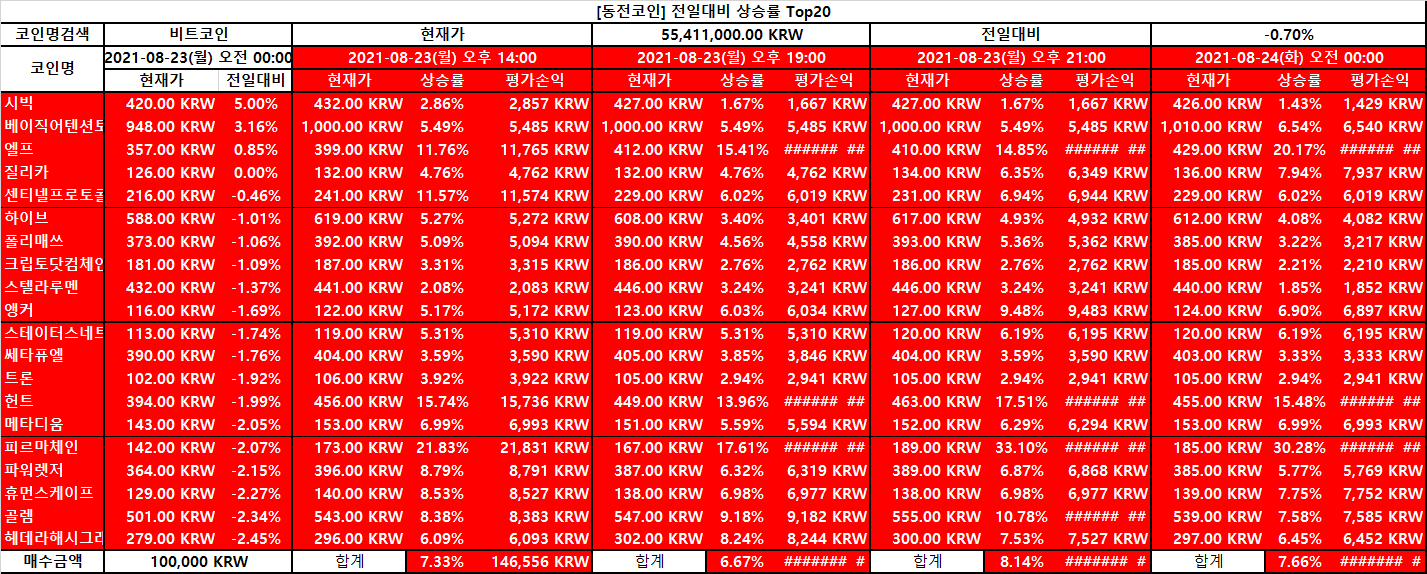 [동전코인] 전일대비 상승률 Top20
코인명검색 비트코인 현재가 55,411,000.00 KRW 전일대비 -0.70%
코인명 2021-08-23(월) 오전 00:00 2021-08-23(월) 오후 14:00 2021-08-23(월) 오후 19:00 2021-08-23(월) 오후 21:00 2021-08-24(화) 오전 00:00
현재가 전일대비 현재가 상승률 평가손익 현재가 상승률 평가손익 현재가 상승률 평가손익 현재가 상승률 평가손익
시빅 420.00 KRW 5.00% 432.00 KRW 2.86% 2,857 KRW 427.00 KRW 1.67% 1,667 KRW 427.00 KRW 1.67% 1,667 KRW 426.00 KRW 1.43% 1,429 KRW
베이직어텐션토 948.00 KRW 3.16% 1,000.00 KRW 5.49% 5,485 KRW 1,000.00 KRW 5.49% 5,485 KRW 1,000.00 KRW 5.49% 5,485 KRW 1,010.00 KRW 6.54% 6,540 KRW
엘프 357.00 KRW 0.85% 399.00 KRW 11.76% 11,765 KRW 412.00 KRW 15.41% ###### ## 410.00 KRW 14.85% ###### ## 429.00 KRW 20.17% ###### ##
질리카 126.00 KRW 0.00% 132.00 KRW 4.76% 4,762 KRW 132.00 KRW 4.76% 4,762 KRW 134.00 KRW 6.35% 6,349 KRW 136.00 KRW 7.94% 7,937 KRW
센티넬프로토콜 216.00 KRW -0.46% 241.00 KRW 11.57% 11,574 KRW 229.00 KRW 6.02% 6,019 KRW 231.00 KRW 6.94% 6,944 KRW 229.00 KRW 6.02% 6,019 KRW
하이브 588.00 KRW -1.01% 619.00 KRW 5.27% 5,272 KRW 608.00 KRW 3.40% 3,401 KRW 617.00 KRW 4.93% 4,932 KRW 612.00 KRW 4.08% 4,082 KRW
폴리매쓰 373.00 KRW -1.06% 392.00 KRW 5.09% 5,094 KRW 390.00 KRW 4.56% 4,558 KRW 393.00 KRW 5.36% 5,362 KRW 385.00 KRW 3.22% 3,217 KRW
크립토닷컴체인 181.00 KRW -1.09% 187.00 KRW 3.31% 3,315 KRW 186.00 KRW 2.76% 2,762 KRW 186.00 KRW 2.76% 2,762 KRW 185.00 KRW 2.21% 2,210 KRW
스텔라루멘 432.00 KRW -1.37% 441.00 KRW 2.08% 2,083 KRW 446.00 KRW 3.24% 3,241 KRW 446.00 KRW 3.24% 3,241 KRW 440.00 KRW 1.85% 1,852 KRW
앵커 116.00 KRW -1.69% 122.00 KRW 5.17% 5,172 KRW 123.00 KRW 6.03% 6,034 KRW 127.00 KRW 9.48% 9,483 KRW 124.00 KRW 6.90% 6,897 KRW
스테이터스네트 113.00 KRW -1.74% 119.00 KRW 5.31% 5,310 KRW 119.00 KRW 5.31% 5,310 KRW 120.00 KRW 6.19% 6,195 KRW 120.00 KRW 6.19% 6,195 KRW
쎄타퓨엘 390.00 KRW -1.76% 404.00 KRW 3.59% 3,590 KRW 405.00 KRW 3.85% 3,846 KRW 404.00 KRW 3.59% 3,590 KRW 403.00 KRW 3.33% 3,333 KRW
트론 102.00 KRW -1.92% 106.00 KRW 3.92% 3,922 KRW 105.00 KRW 2.94% 2,941 KRW 105.00 KRW 2.94% 2,941 KRW 105.00 KRW 2.94% 2,941 KRW
헌트 394.00 KRW -1.99% 456.00 KRW 15.74% 15,736 KRW 449.00 KRW 13.96% ###### ## 463.00 KRW 17.51% ###### ## 455.00 KRW 15.48% ###### ##
메타디움 143.00 KRW -2.05% 153.00 KRW 6.99% 6,993 KRW 151.00 KRW 5.59% 5,594 KRW 152.00 KRW 6.29% 6,294 KRW 153.00 KRW 6.99% 6,993 KRW
피르마체인 142.00 KRW -2.07% 173.00 KRW 21.83% 21,831 KRW 167.00 KRW 17.61% ###### ## 189.00 KRW 33.10% ###### ## 185.00 KRW 30.28% ###### ##
파워렛저 364.00 KRW -2.15% 396.00 KRW 8.79% 8,791 KRW 387.00 KRW 6.32% 6,319 KRW 389.00 KRW 6.87% 6,868 KRW 385.00 KRW 5.77% 5,769 KRW
휴먼스케이프 129.00 KRW -2.27% 140.00 KRW 8.53% 8,527 KRW 138.00 KRW 6.98% 6,977 KRW 138.00 KRW 6.98% 6,977 KRW 139.00 KRW 7.75% 7,752 KRW
골렘 501.00 KRW -2.34% 543.00 KRW 8.38% 8,383 KRW 547.00 KRW 9.18% 9,182 KRW 555.00 KRW 10.78% ###### ## 539.00 KRW 7.58% 7,585 KRW
헤데라해시그래 279.00 KRW -2.45% 296.00 KRW 6.09% 6,093 KRW 302.00 KRW 8.24% 8,244 KRW 300.00 KRW 7.53% 7,527 KRW 297.00 KRW 6.45% 6,452 KRW
매수금액 100,000 KRW 합계 7.33% 146,556 KRW 합계 6.67% ####### # 합계 8.14% ####### # 합계 7.66% ####### #